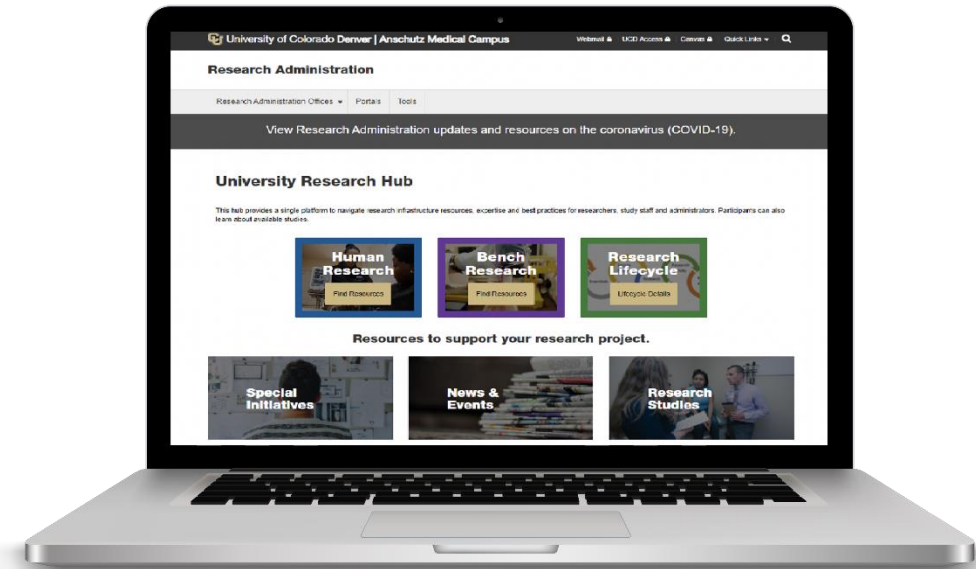 University of Colorado Denver | Anschutz Medical Campus
Webmail UCD Access Canvas Quick Links
Research Administration
Research Administration Offices Portals Tools
View Research Administration updates and resources on the coronavirus (COVID-19).
University Research Hub
This hub provides a single platform to navigate research infrastructure resources, expertise and best practices for researchers, study staff and administrators. Participants can also
learn about available studies.
Human
Research
Find Resources
Bench
Research
Find Resources
Research
Lifecycle
Lifecycle Details
Resources to support your research project.
Special
Initiatives
News &
Events
Research
Studies